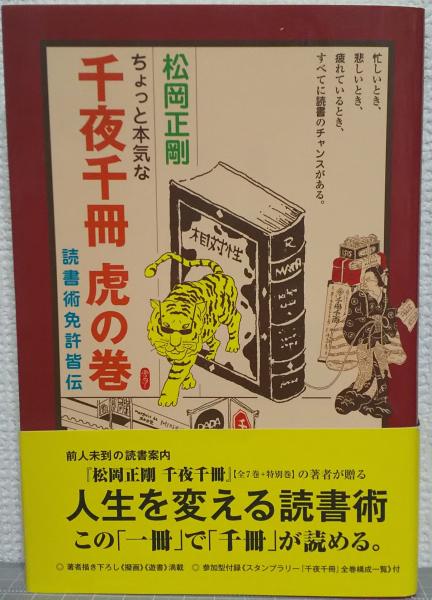 忙しいとき、
悲しいとき、
疲れているとき、
すべてに読書のチャンスがある。
松岡正剛
ちょっと本気な
千夜千冊 虎の巻
読書術免許皆伝
相対性
DADA
前人未到の読書案内
『松岡正剛 千夜千冊』【全7巻+特別巻】の著者が贈る
人生を変える読書術
この「一冊」で「千冊」が読める。
◎ 著者描き下ろし《擬画》《遊書》満載 ◎ 参加型付録《スタンプラリー『千夜千冊』全巻構成一覧》付